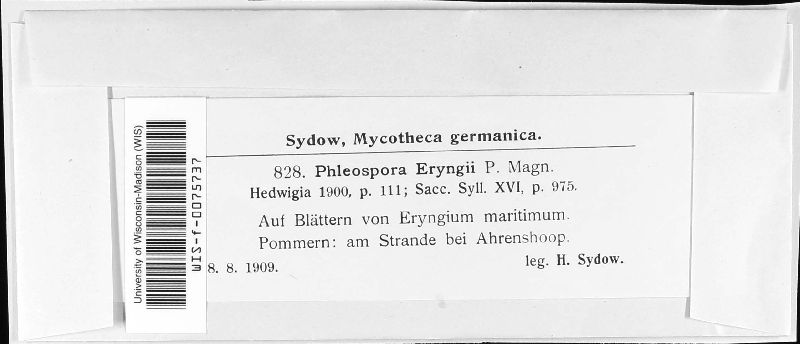 Sydow, Mycotheca germanica.
828. Phleospora Eryngii P. Magn.
Hedwigia 1900, p. 111; Sacc. Syll. XVI, p. 975.
Auf Blättern von Eryngium maritimum.
Pommern: am Strande bei Ahrenshoop.
8. 8. 1909. leg. H. Sydow.
University of Wisconsin-Madison (WIS)
WIS-f-0075737